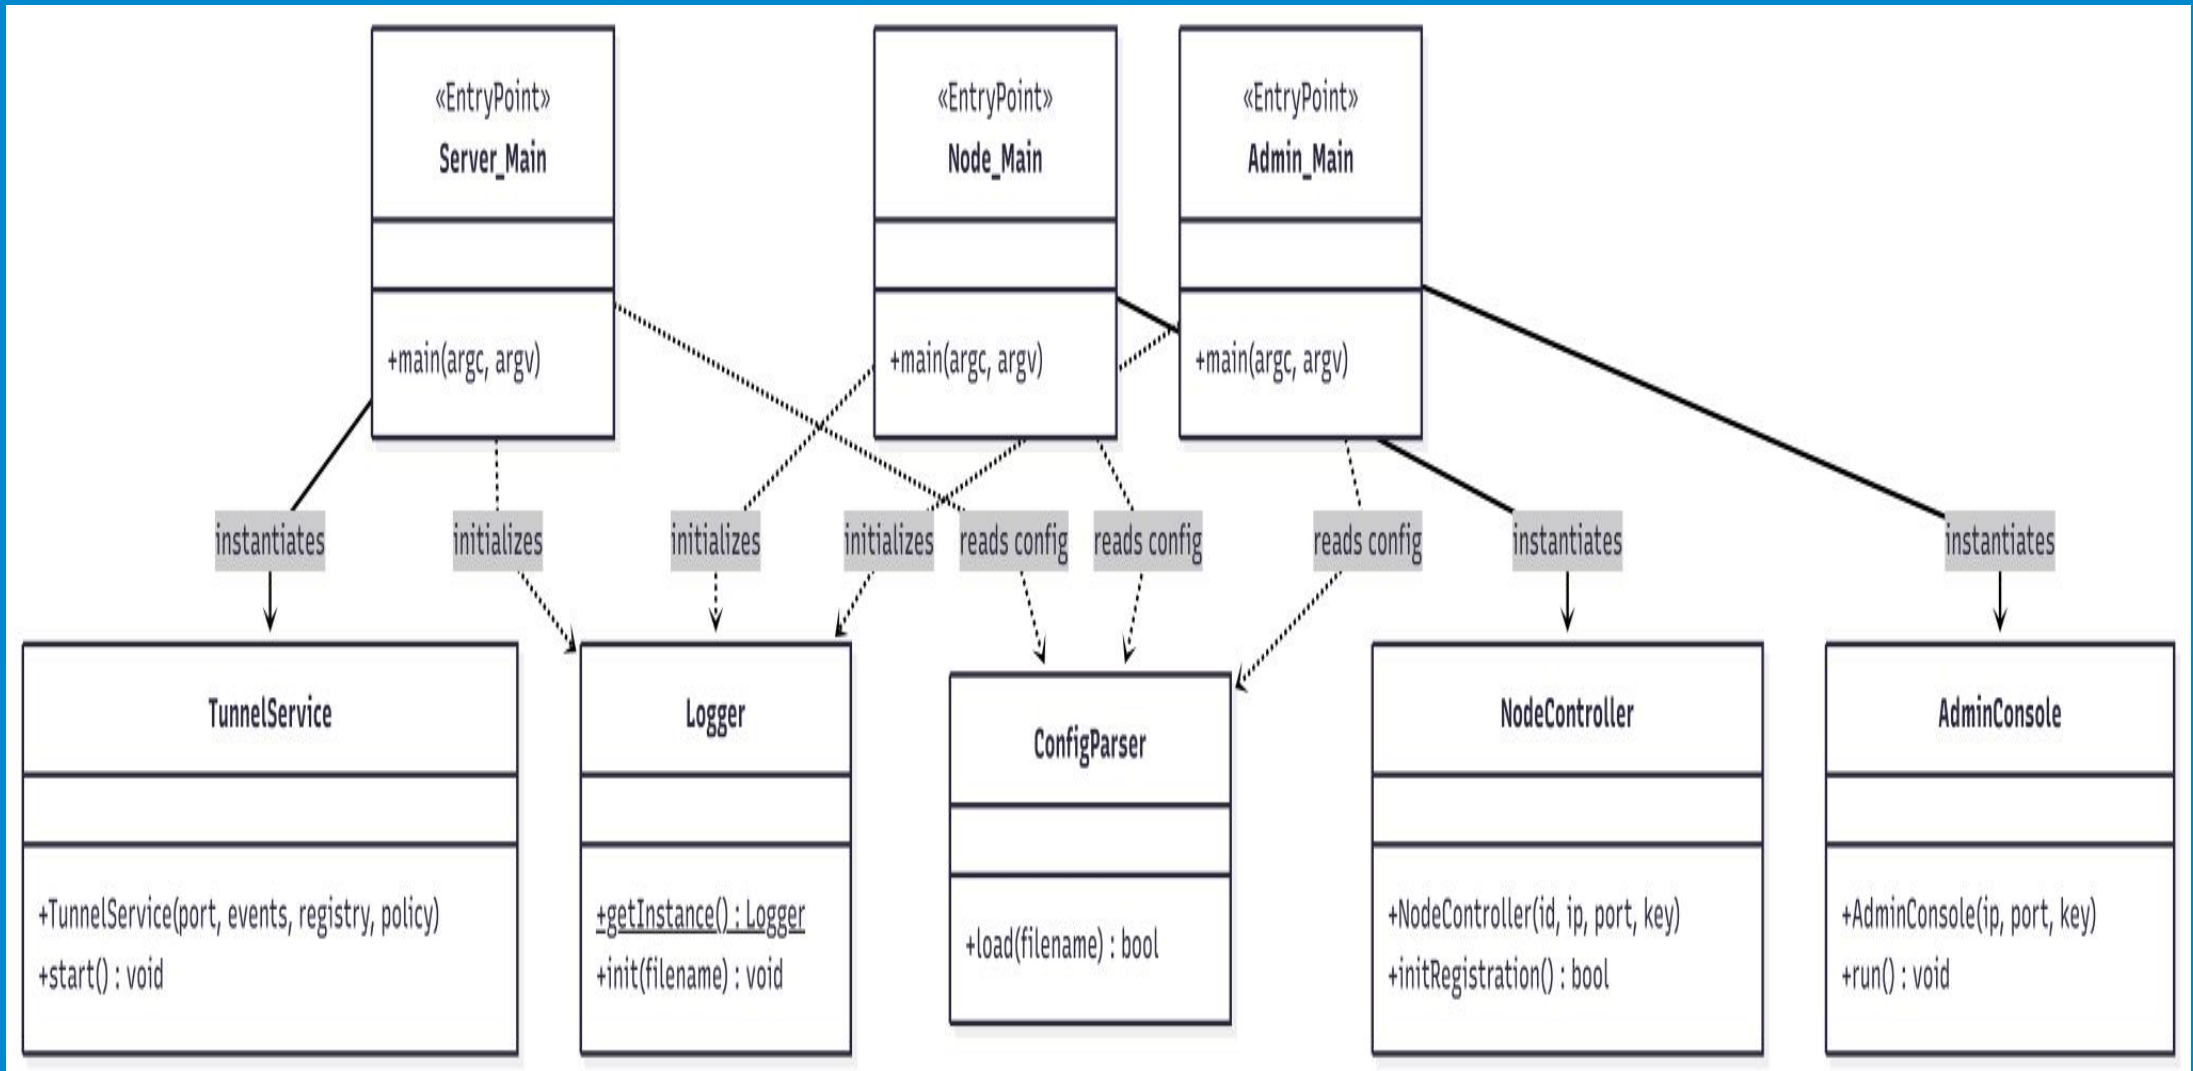 «EntryPoint»
Server_Main
+main(argc, argv)
«EntryPoint»
Node_Main
+main(argc, argv)
«EntryPoint»
Admin_Main
+main(argc, argv)
instantiates
initializes
initializes
initializes
reads config
reads config
reads config
instantiates
instantiates
TunnelService
+TunnelService(port, events, registry, policy)
+start() : void
Logger
+getInstance() : Logger
+init(filename) : void
ConfigParser
+load(filename) : bool
NodeController
+NodeController(id, ip, port, key)
+initRegistration() : bool
AdminConsole
+AdminConsole(ip, port, key)
+run() : void